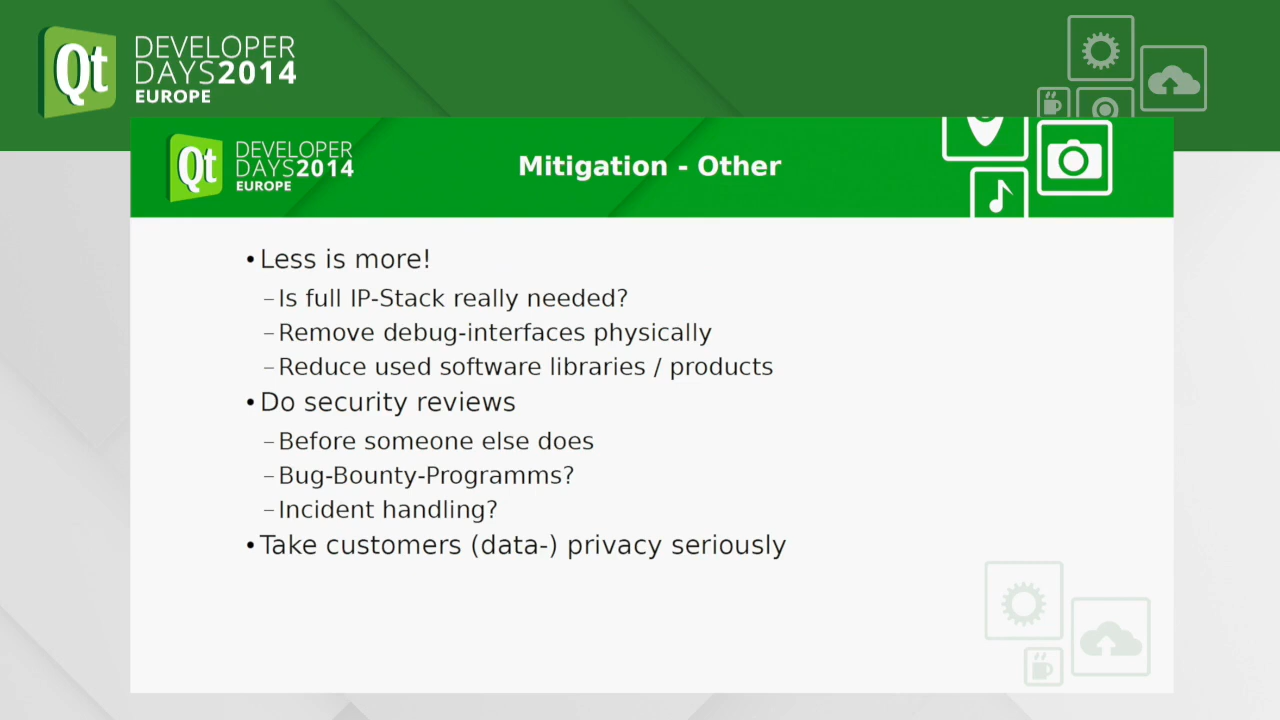 Qt
DEVELOPER
DAYS2014
EUROPE
Qt
DEVELOPER
DAYS2014
EUROPE
Mitigation - Other
•Less is more!
–Is full IP-Stack really needed?
–Remove debug-interfaces physically
–Reduce used software libraries / products
•Do security reviews
–Before someone else does
–Bug-Bounty-Programms?
–Incident handling?
•Take customers (data-) privacy seriously